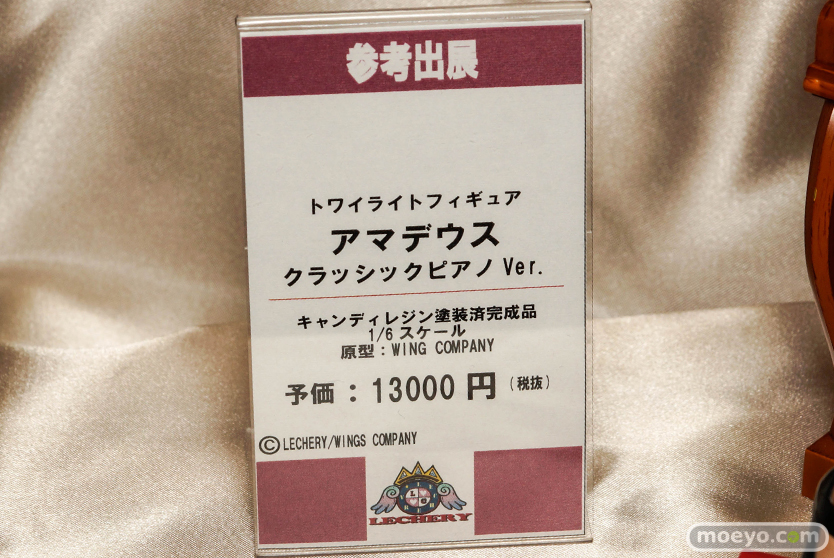 参考出展
トワイライトフィギュア
アマデウス
クラッシックピアノ Ver.
キャンディレジン塗装済完成品
1/6 スケール
原型：WING COMPANY
予価：13000 円 (税抜)
©LECHERY/WINGS COMPANY
LECHERY
moeyo.com